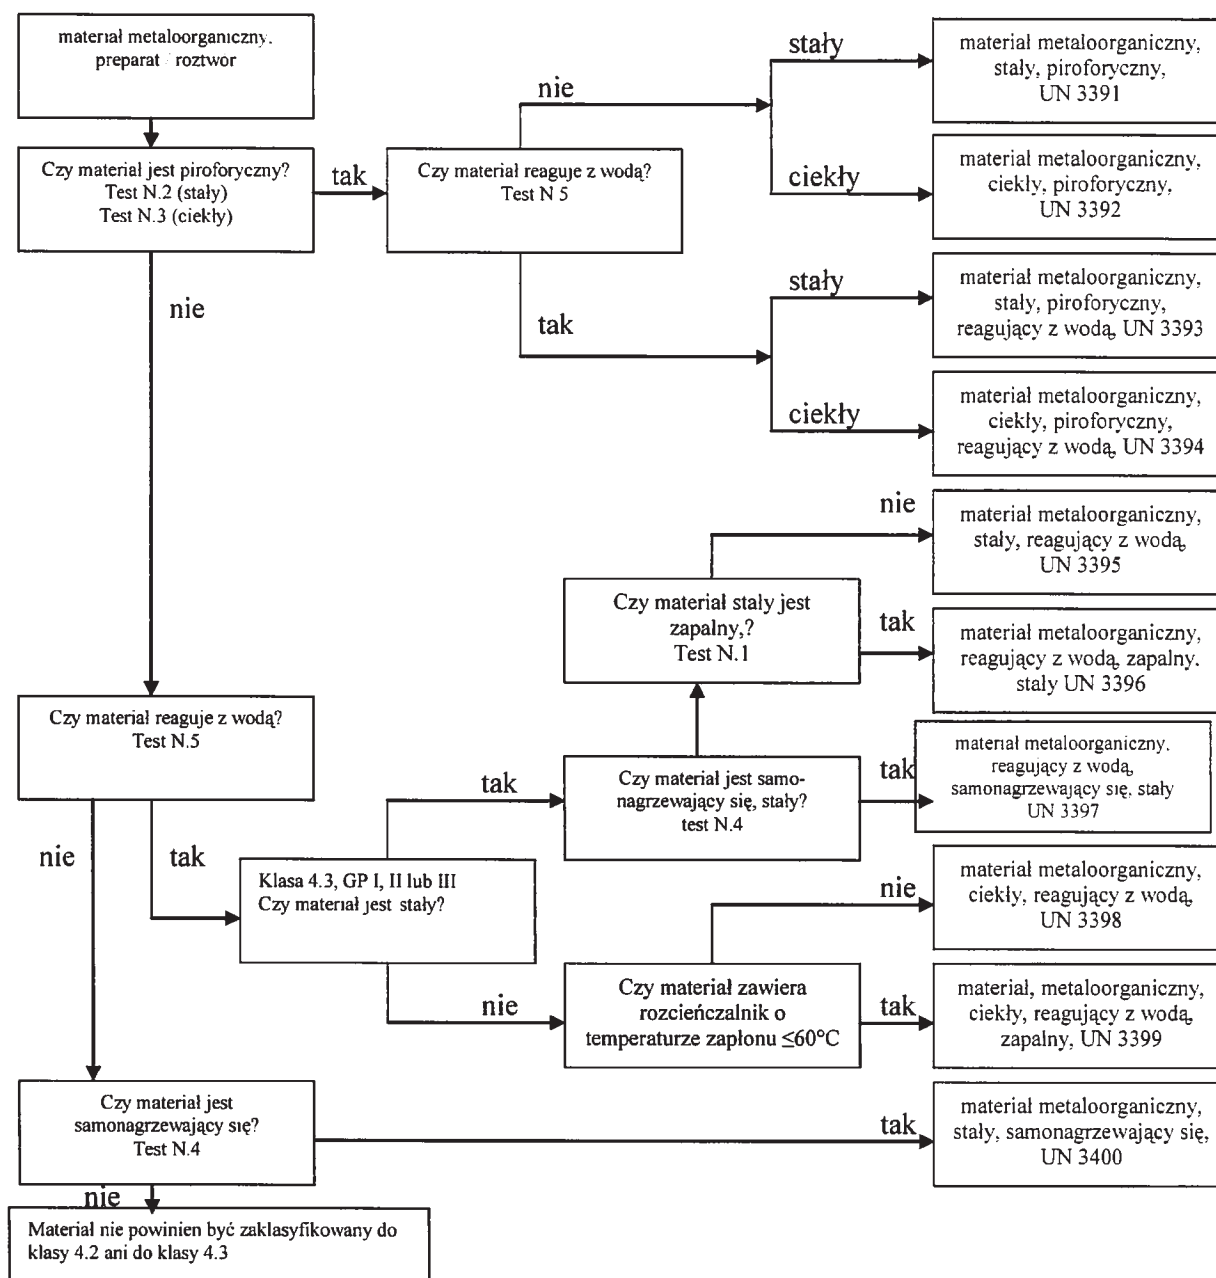 materiał metaloorganiczny.
preparat roztwór
Czy materiał jest piroforyczny?
Test N.2 (stały)
Test N.3 (ciekły)
tak
Czy materiał reaguje z wodą?
Test N 5
nie
stały
materiał metaloorganiczny,
stały, piroforyczny,
UN 3391
ciekły
materiał metaloorganiczny,
ciekły, piroforyczny,
UN 3392
tak
stały
materiał metaloorganiczny,
stały, piroforyczny,
reagujący z wodą, UN 3393
ciekły
materiał metaloorganiczny,
ciekły, piroforyczny,
reagujący z wodą, UN 3394
nie
Czy materiał reaguje z wodą?
Test N.5
tak
Klasa 4.3, GP I, II lub III
Czy materiał jest stały?
tak
Czy materiał jest samo-
nagrzewający się, stały?
test N.4
Czy materiał stały jest
zapalny,?
Test N.1
nie
materiał metaloorganiczny,
stały, reagujący z wodą,
UN 3395
tak
materiał metaloorganiczny,
reagujący z wodą, zapalny.
stały UN 3396
tak
materiał metaloorganiczny.
reagujący z wodą,
samonagrzewający się, stały
UN 3397
nie
Czy materiał zawiera
rozcieńczalnik o
temperaturze zapłonu ≤60°C
nie
materiał metaloorganiczny,
ciekły, reagujący z wodą,
UN 3398
tak
materiał, metaloorganiczny,
ciekły, reagujący z wodą,
zapalny, UN 3399
nie
Czy materiał jest
samonagrzewający się?
Test N.4
tak
materiał metaloorganiczny,
stały, samonagrzewający się,
UN 3400
nie
Materiał nie powinien być zaklasyfikowany do
klasy 4.2 ani do klasy 4.3